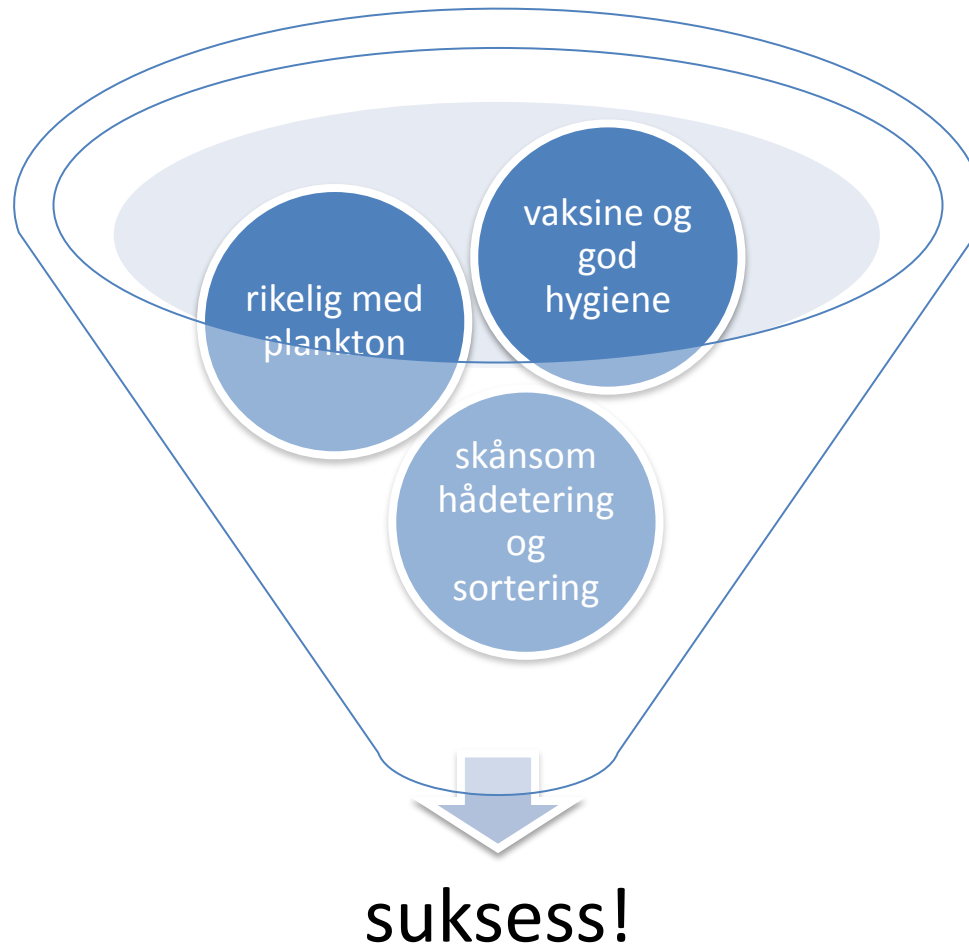 rikelig med
plankton
vaksine og
god
hygiene
skånsom
hådetering
og
sortering
suksess!